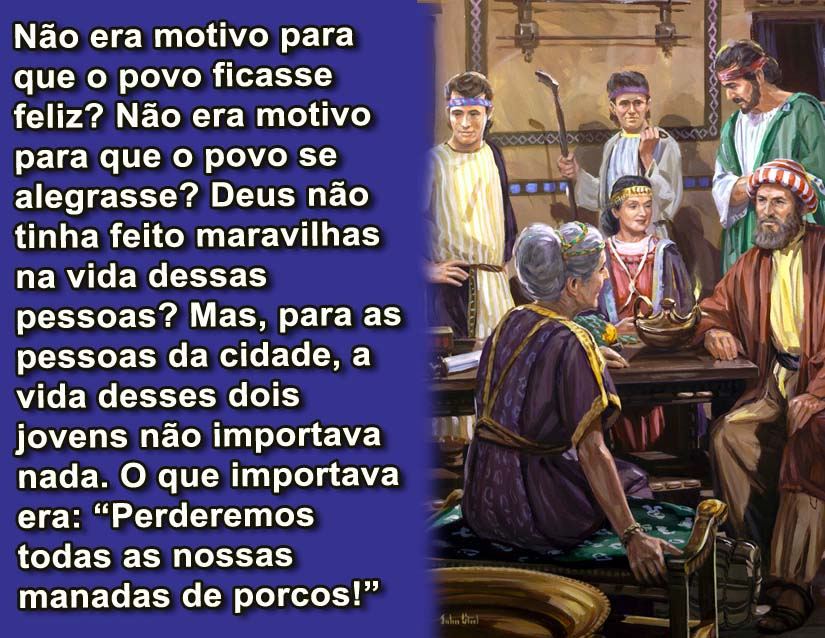 Não era motivo para
que o povo ficasse
feliz? Não era motivo
para que o povo se
alegrasse? Deus não
tinha feito maravilhas
na vida dessas
pessoas? Mas, para as
pessoas da cidade, a
vida desses dois
jovens não importava
nada. O que importava
era: “Perderemos
todas as nossas
manadas de porcos!”
John Steel